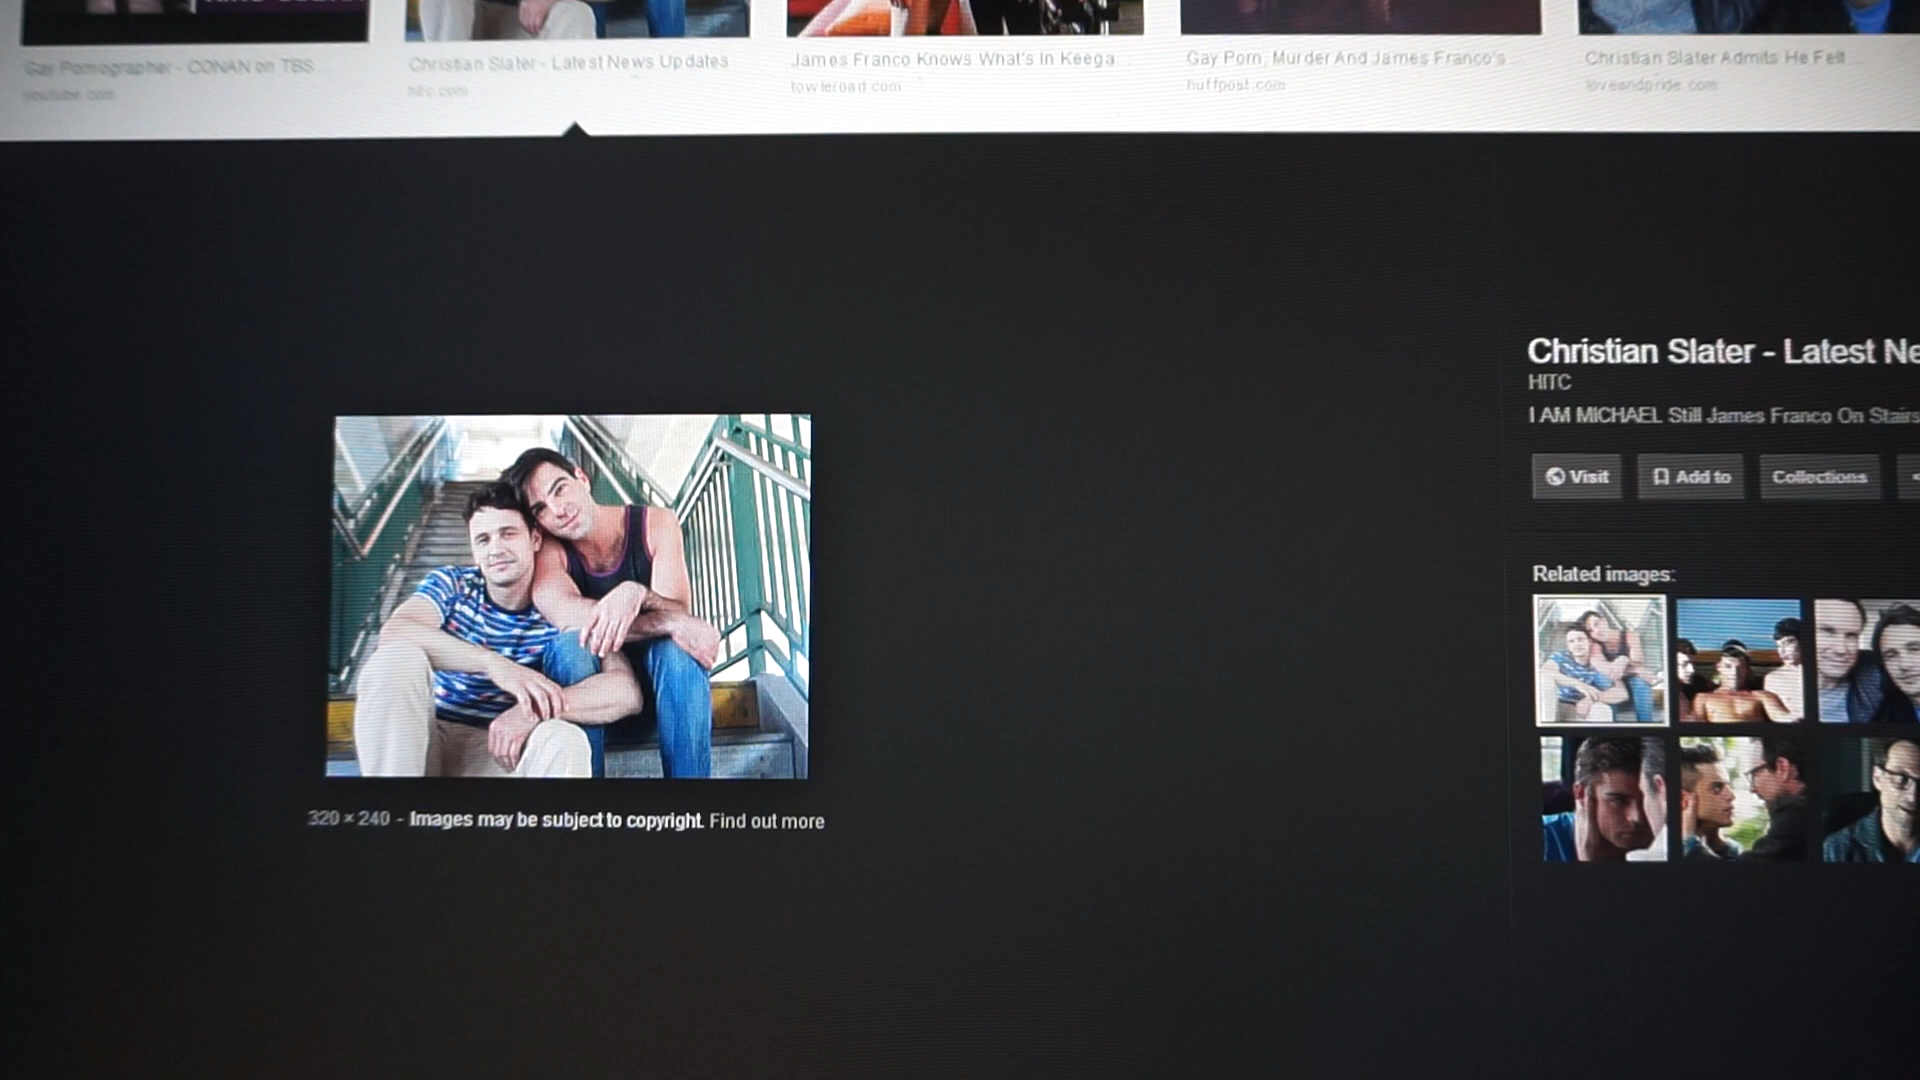 Gay Pornographer - CONAN on TBS ...
youtube.com
Christian Slater - Latest News Updates
hitc.com
James Franco Knows What's In Keega...
towleroad.com
Gay Porn, Murder And James Franco's ...
huffpost.com
Christian Slater Admits He Felt ...
loveandpride.com
Christian Slater - Latest Ne
HITC
I AM MICHAEL Still James Franco On Stairs
Visit
Add to
Collections
Related images:
320 × 240 - Images may be subject to copyright. Find out more